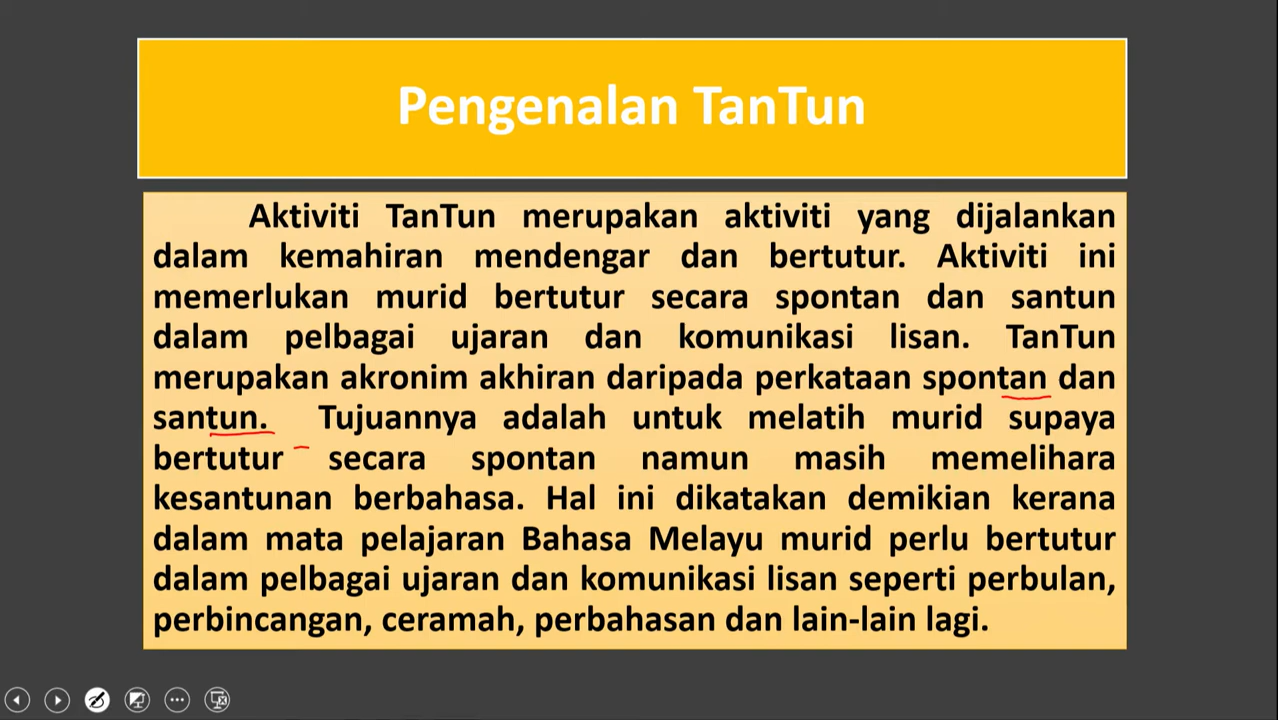 Pengenalan TanTun
Aktiviti TanTun merupakan aktiviti yang dijalankan
dalam kemahiran mendengar dan bertutur. Aktiviti ini
memerlukan murid bertutur secara spontan dan santun
dalam pelbagai ujaran dan komunikasi lisan. TanTun
merupakan akronim akhiran daripada perkataan spontan dan
santun. Tujuannya adalah untuk melatih murid supaya
bertutur secara spontan namun masih memelihara
kesantunan berbahasa. Hal ini dikatakan demikian kerana
dalam mata pelajaran Bahasa Melayu murid perlu bertutur
dalam pelbagai ujaran dan komunikasi lisan seperti perbulan,
perbincangan, ceramah, perbahasan dan lain-lain lagi.